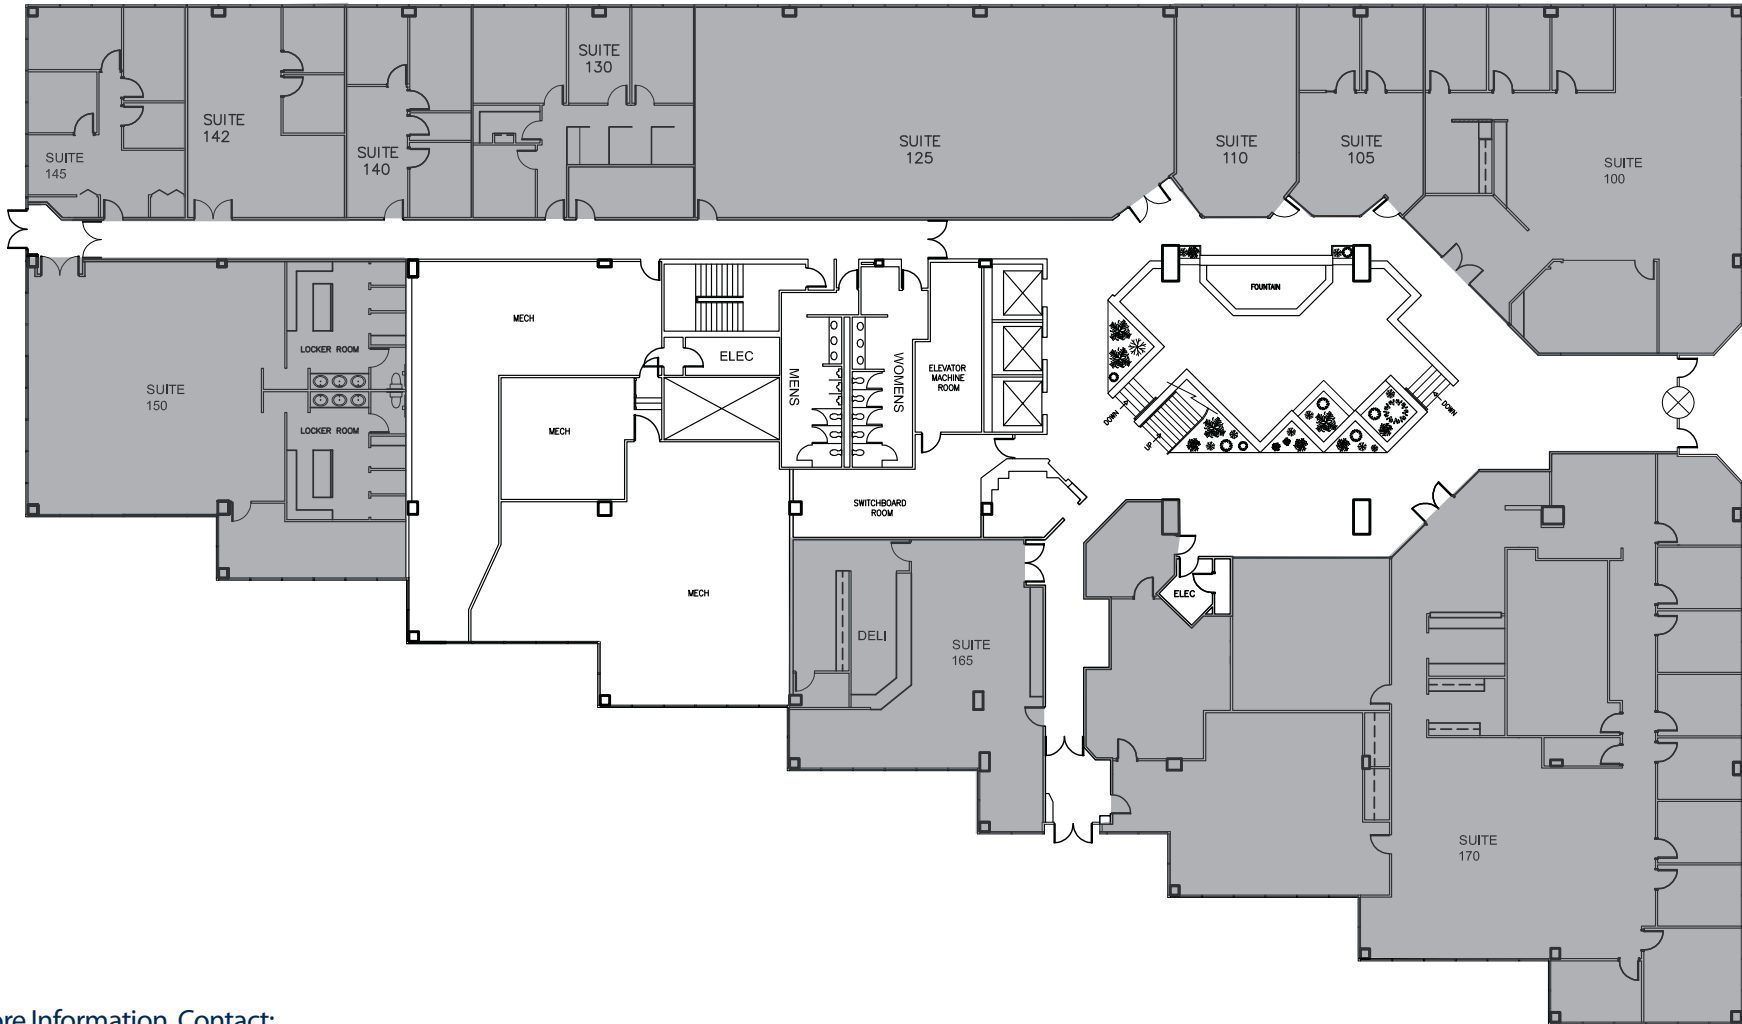 SUITE
130
SUITE
142
SUITE
125
SUITE
110
SUITE
105
SUITE
140
SUITE
145
SUITE
100
FOUNTAIN
MECH
LOCKER ROOM
ELEC
MENS
WOMENS
ELEVATOR
MACHINE
ROOM
SUITE
150
DOWN
DOWN
UP
LOCKER ROOM
MECH
SWITCHBOARD
ROOM
MECH
ELEC
DELI
SUITE
165
SUITE
170
Information, Contact: